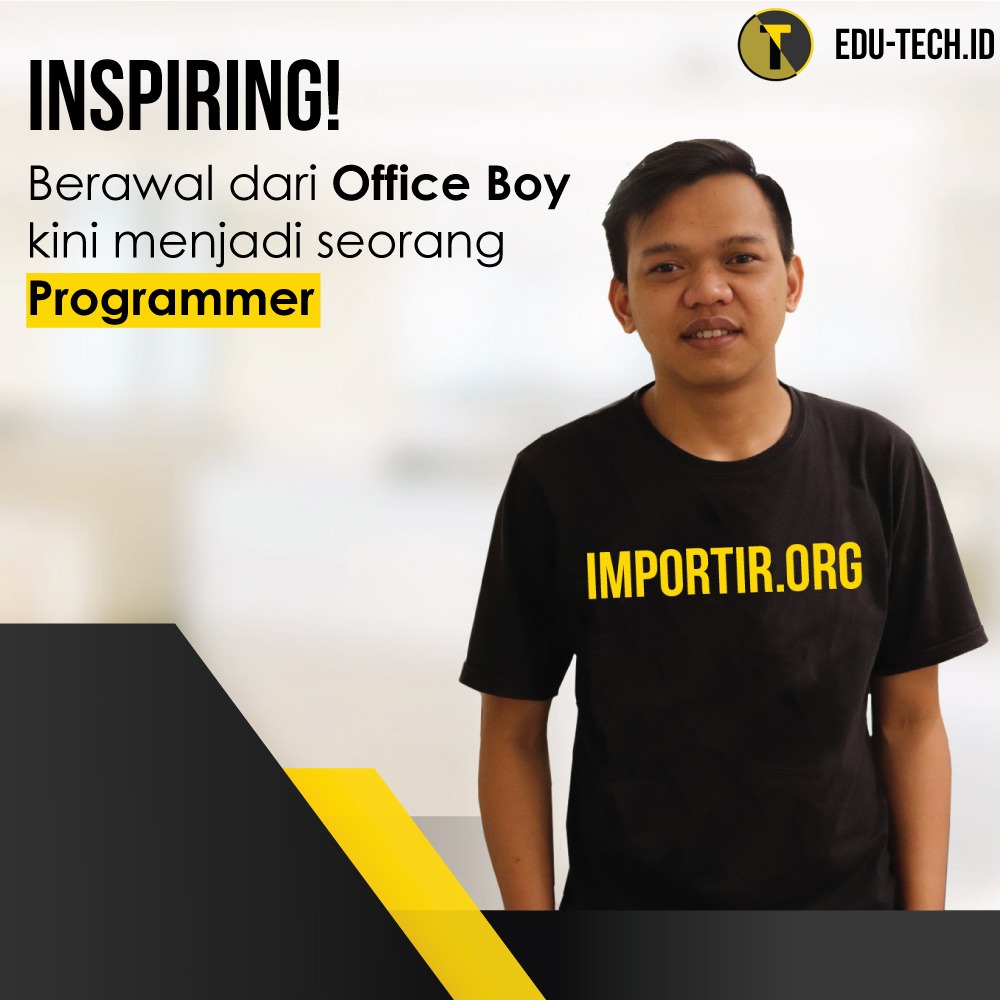 EDU-TECH.ID
INSPIRING!
Berawal dari Office Boy
kini menjadi seorang
Programmer
IMPORTIR.ORG